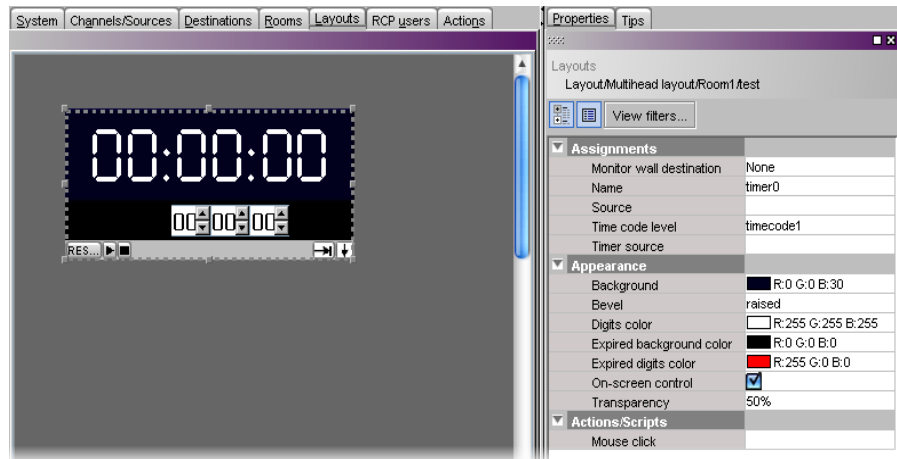 System Channels/Sources Destinations Rooms Layouts RCP users Actions
00:00:00
00 00 00
RES...
Properties Tips
Layouts
Layout/Multihead layout/Room1/test
View filters...
Assignments
Monitor wall destination None
Name timer0
Source
Time code level timecode1
Timer source
Appearance
Background R:0 G:0 B:30
Bevel raised
Digits color R:255 G:255 B:255
Expired background color R:0 G:0 B:0
Expired digits color R:255 G:0 B:0
On-screen control
Transparency 50%
Actions/Scripts
Mouse click